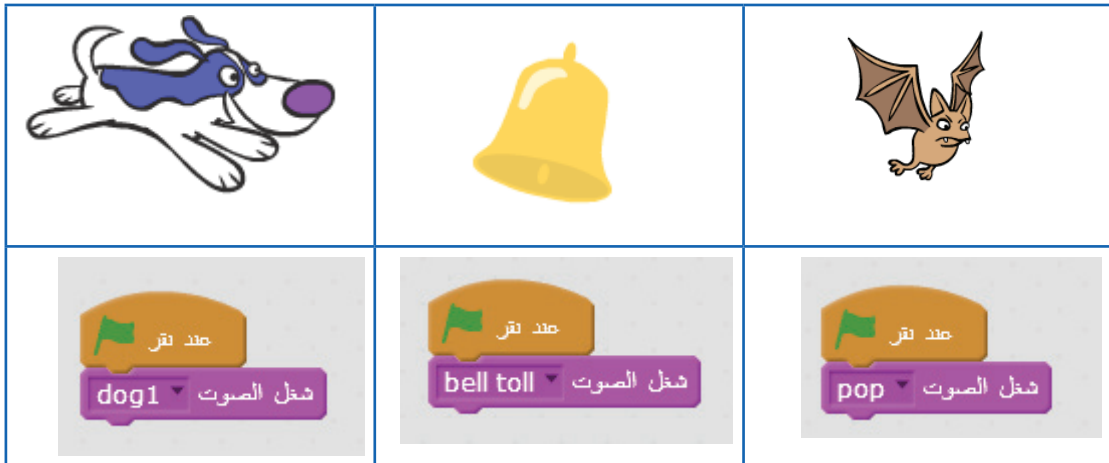 عند نقر
شغل الصوت pop
عند نقر
شغل الصوت bell toll
عند نقر
شغل الصوت dog1